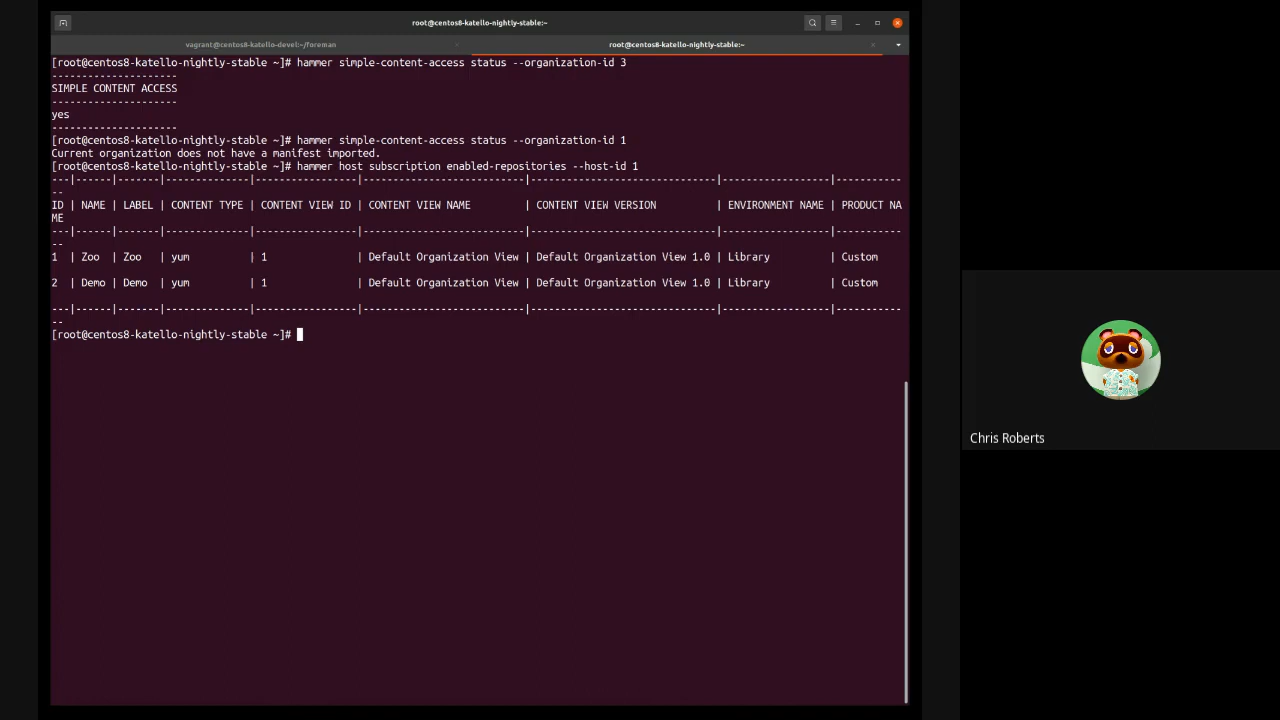 root@centos8-katello-nightly-stable:~
vagrant@centos8-katello-devel:~/foreman
root@centos8-katello-nightly-stable:~
[root@centos8-katello-nightly-stable ~]# hammer simple-content-access status --organization-id 3
---------------------
SIMPLE CONTENT ACCESS
---------------------
yes
---------------------
[root@centos8-katello-nightly-stable ~]# hammer simple-content-access status --organization-id 1
Current organization does not have a manifest imported.
[root@centos8-katello-nightly-stable ~]# hammer host subscription enabled-repositories --host-id 1
---|------|-------|--------------|-----------------|---------------------------|-------------------------------|------------------|-----------
--
ID | NAME | LABEL | CONTENT TYPE | CONTENT VIEW ID | CONTENT VIEW NAME         | CONTENT VIEW VERSION          | ENVIRONMENT NAME | PRODUCT NA
ME
---|------|-------|--------------|-----------------|---------------------------|-------------------------------|------------------|-----------
--
1  | Zoo  | Zoo   | yum          | 1               | Default Organization View | Default Organization View 1.0 | Library          | Custom
2  | Demo | Demo  | yum          | 1               | Default Organization View | Default Organization View 1.0 | Library          | Custom
---|------|-------|--------------|-----------------|---------------------------|-------------------------------|------------------|-----------
--
[root@centos8-katello-nightly-stable ~]#
Chris Roberts